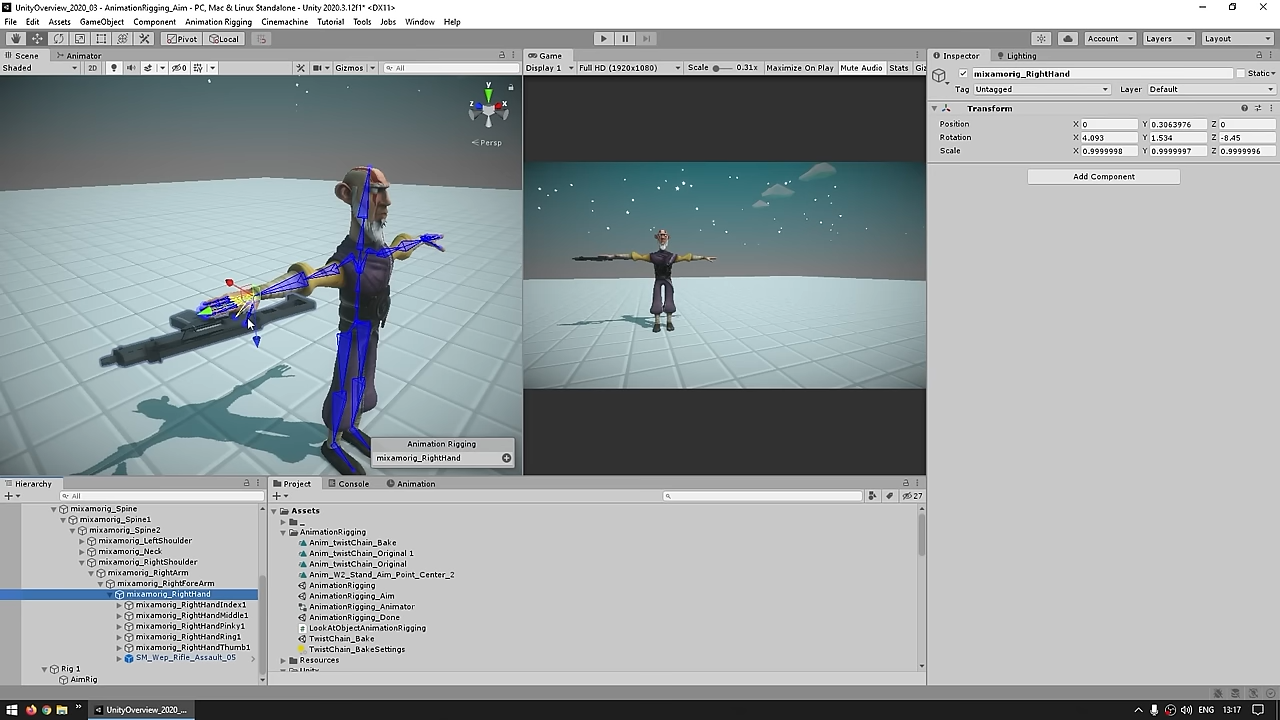 UnityOverview_2020_03 - AnimationRigging_Aim - PC, Mac & Linux Standalone - Unity 2020.3.12f1* <DX11>
File Edit Assets GameObject Component Animation Rigging Cinemachine Tutorial Tools Jobs Window Help
Pivot Local Account Layers Layout
Scene Animator
Shaded 2D 0 Gizmos All
y z x
Persp
Animation Rigging
mixamorig_RightHand
Game
Display 1 Full HD (1920x1080) Scale 0.31x Maximize On Play Mute Audio Stats Giz
Inspector Lighting
mixamorig_RightHand Static
Tag Untagged Layer Default
Transform
Position X 0 Y 0.3063976 Z 0
Rotation X 4.093 Y 1.534 Z -8.45
Scale X 0.9999998 Y 0.9999997 Z 0.9999996
Add Component
Hierarchy
All
mixamorig_Spine
mixamorig_Spine1
mixamorig_Spine2
mixamorig_LeftShoulder
mixamorig_Neck
mixamorig_RightShoulder
mixamorig_RightArm
mixamorig_RightForeArm
mixamorig_RightHand
mixamorig_RightHandIndex1
mixamorig_RightHandMiddle1
mixamorig_RightHandPinky1
mixamorig_RightHandRing1
mixamorig_RightHandThumb1
SM_Wep_Rifle_Assault_05
Rig 1
AimRig
Project Console Animation
27
Assets
_
AnimationRigging
Anim_twistChain_Bake
Anim_twistChain_Original 1
Anim_twistChain_Original
Anim_W2_Stand_Aim_Point_Center_2
AnimationRigging
AnimationRigging_Aim
AnimationRigging_Animator
AnimationRigging_Done
LookAtObjectAnimationRigging
TwistChain_Bake
TwistChain_BakeSettings
Resources
Unity
UnityOverview_2020_...
ENG 13:17